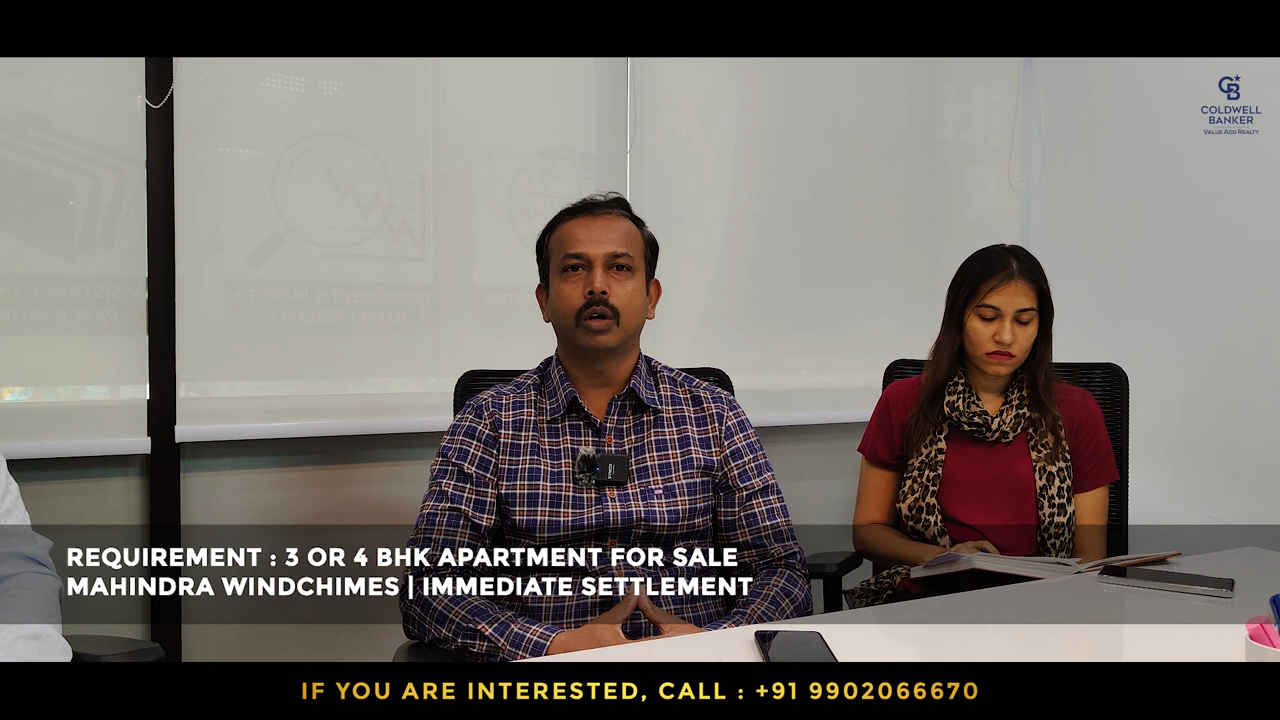 COLDWELL
BANKER
VALUE ADD REALTY
REQUIREMENT : 3 OR 4 BHK APARTMENT FOR SALE
MAHINDRA WINDCHIMES | IMMEDIATE SETTLEMENT
IF YOU ARE INTERESTED, CALL : +91 9902066670